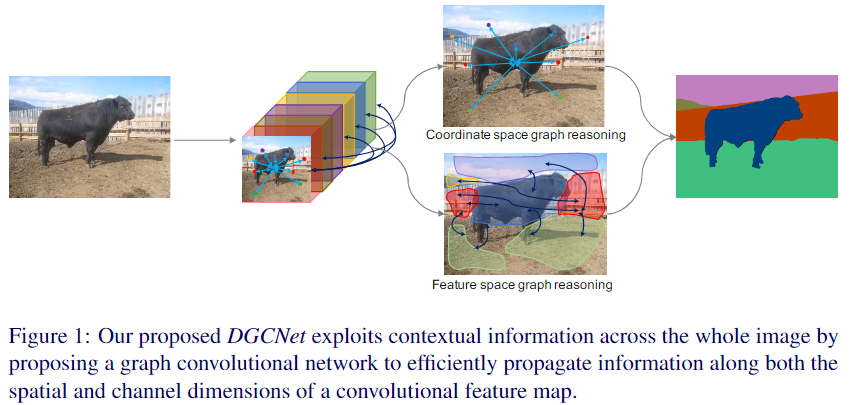 Coordinate space graph reasoning
Feature space graph reasoning
Figure 1: Our proposed DGCNet exploits contextual information across the whole image by
proposing a graph convolutional network to efficiently propagate information along both the
spatial and channel dimensions of a convolutional feature map.